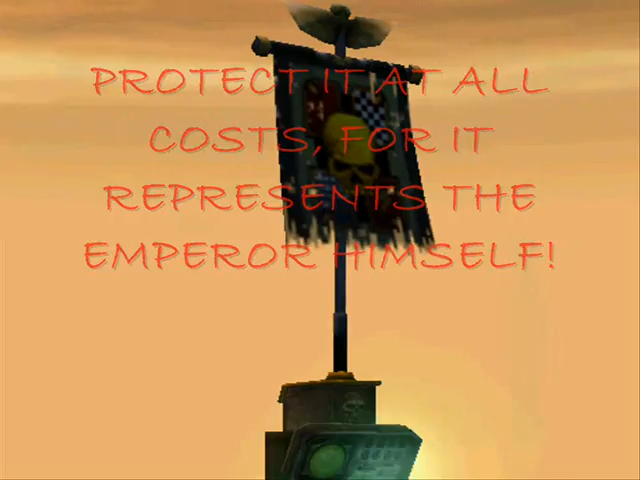 PROTECT IT AT ALL
COSTS, FOR IT
REPRESENTS THE
EMPEROR HIMSELF!